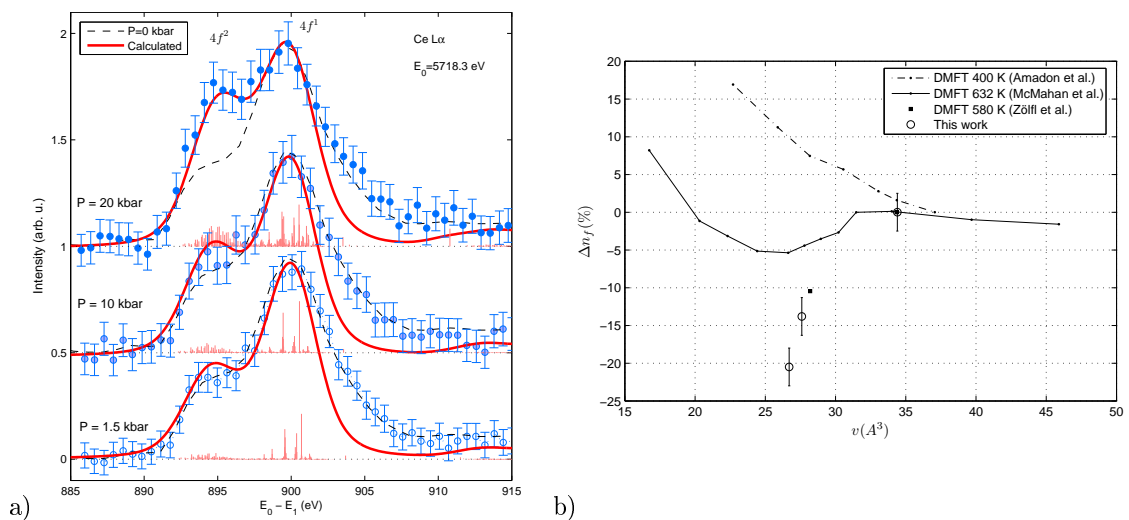 a)
P=0 kbar
Calculated
4f²
4f¹
Ce Lα
E₀=5718.3 eV
P = 20 kbar
P = 10 kbar
P = 1.5 kbar
Intensity (arb. u.)
2
1.5
1
0.5
0
885 890 895 900 905 910 915
E₀ − E₁ (eV)
b)
DMFT 400 K (Amadon et al.)
DMFT 632 K (McMahan et al.)
DMFT 580 K (Zölfl et al.)
This work
Δn_f(%)
20
15
10
5
0
−5
−10
−15
−20
−25
15 20 25 30 35 40 45 50
v(A³)